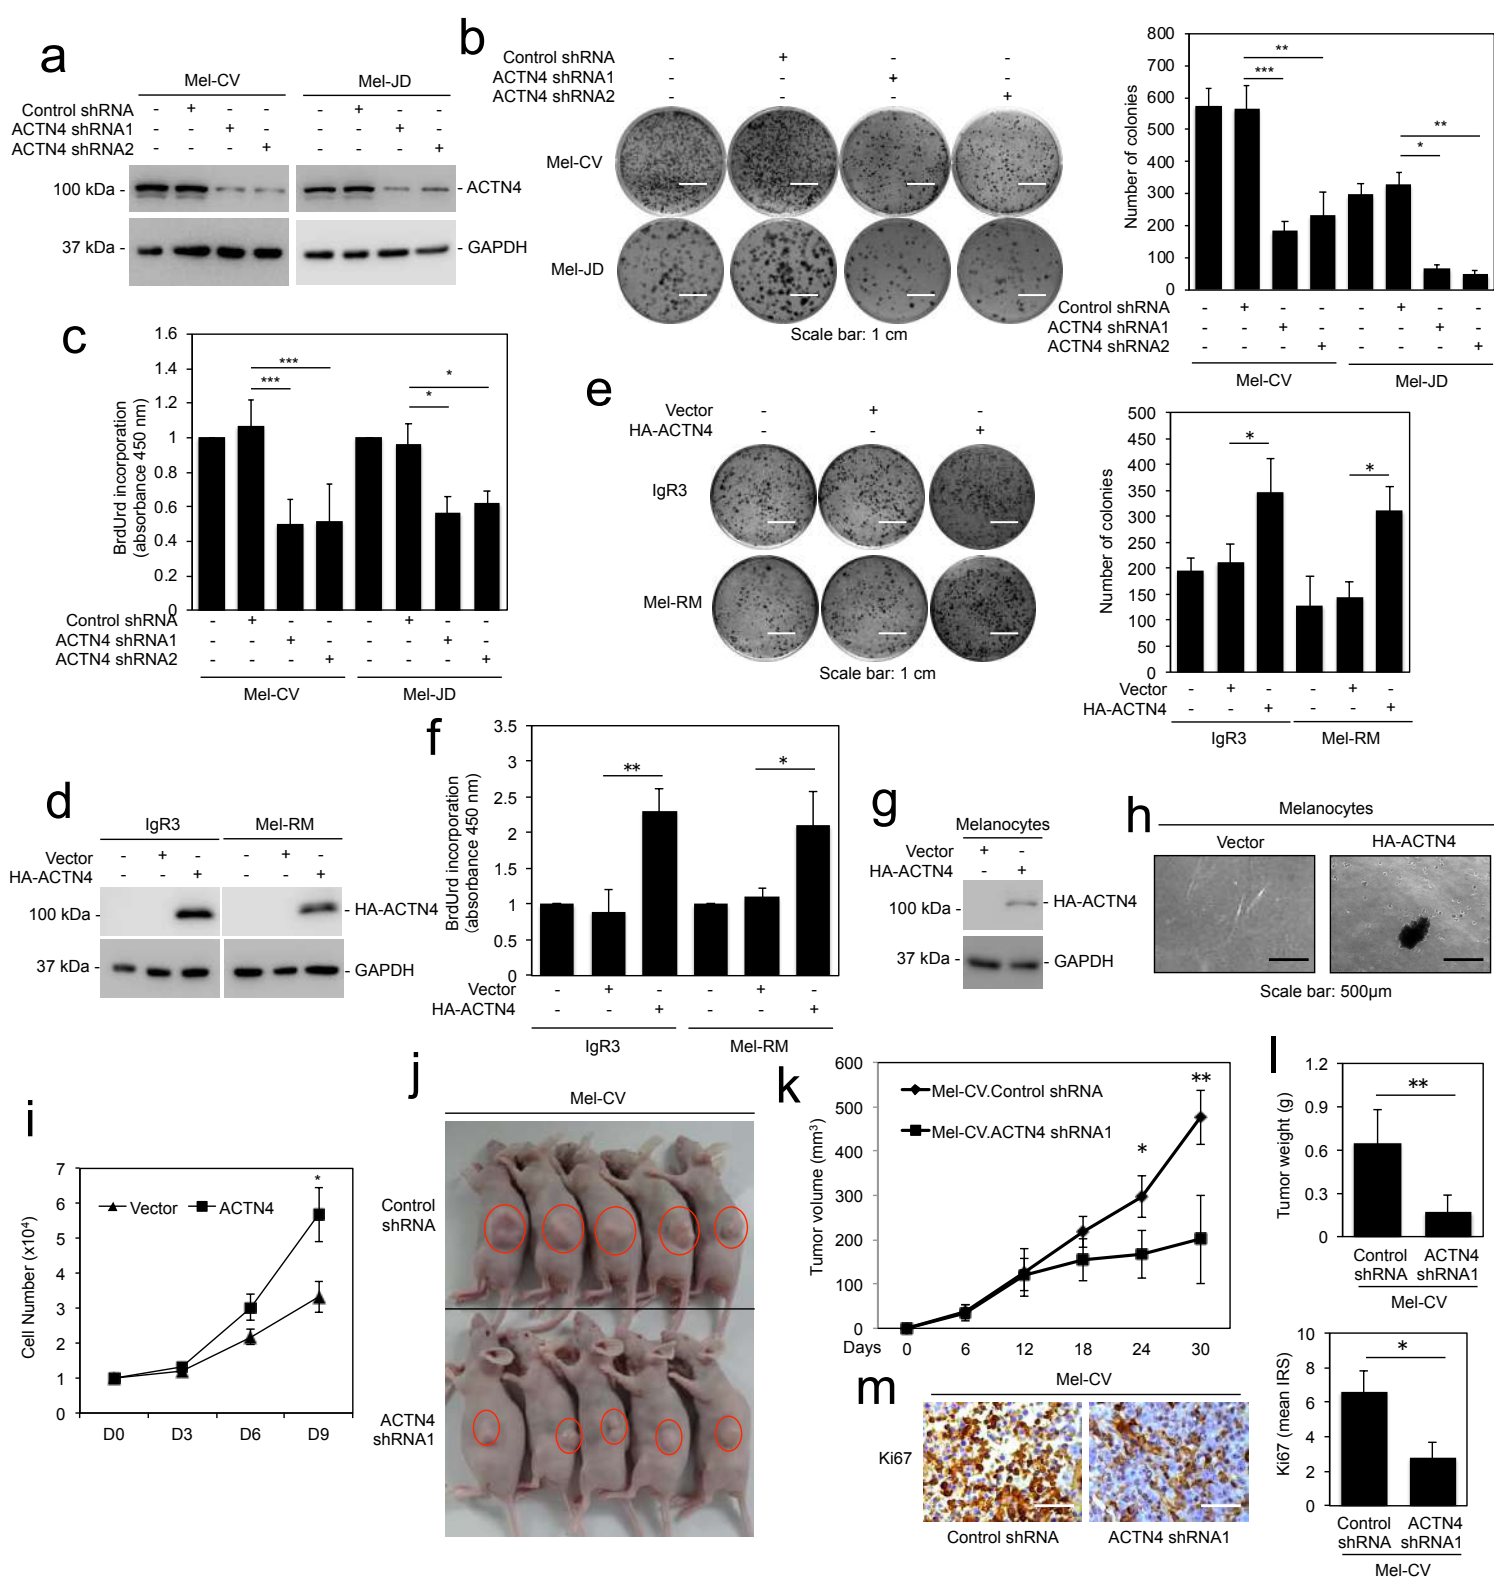 a
Mel-CV Mel-JD
Control shRNA - + - - - + - -
ACTN4 shRNA1 - - + - - - + -
ACTN4 shRNA2 - - - + - - - +
100 kDa - - ACTN4
37 kDa - - GAPDH
b
Control shRNA - + - -
ACTN4 shRNA1 - - + -
ACTN4 shRNA2 - - - +
Mel-CV
Mel-JD
Scale bar: 1 cm
Number of colonies
800
700
600
500
400
300
200
100
0
** *** ** *
Control shRNA - + - - - + - -
ACTN4 shRNA1 - - + - - - + -
ACTN4 shRNA2 - - - + - - - +
Mel-CV Mel-JD
c
BrdUrd incorporation
(absorbance 450 nm)
1.6
1.4
1.2
1
0.8
0.6
0.4
0.2
0
*** *** * *
Control shRNA - + - - - + - -
ACTN4 shRNA1 - - + - - - + -
ACTN4 shRNA2 - - - + - - - +
Mel-CV Mel-JD
e
Vector - + -
HA-ACTN4 - - +
IgR3
Mel-RM
Scale bar: 1 cm
Number of colonies
500
450
400
350
300
250
200
150
100
50
0
* *
Vector - + - - + -
HA-ACTN4 - - + - - +
IgR3 Mel-RM
d
IgR3 Mel-RM
Vector - + - - + -
HA-ACTN4 - - + - - +
100 kDa - - HA-ACTN4
37 kDa - - GAPDH
f
BrdUrd incorporation
(absorbance 450 nm)
3.5
3
2.5
2
1.5
1
0.5
0
** *
Vector - + - - + -
HA-ACTN4 - - + - - +
IgR3 Mel-RM
g
Melanocytes
Vector + -
HA-ACTN4 - +
100 kDa - - HA-ACTN4
37 kDa - - GAPDH
h
Melanocytes
Vector HA-ACTN4
Scale bar: 500µm
i
Cell Number (x10⁴)
7
6
5
4
3
2
1
0
Vector ACTN4
*
D0 D3 D6 D9
j
Mel-CV
Control
shRNA
ACTN4
shRNA1
k
Tumor volume (mm³)
600
500
400
300
200
100
0
Mel-CV.Control shRNA
Mel-CV.ACTN4 shRNA1
* **
Days 0 6 12 18 24 30
l
Tumor weight (g)
1.2
0.9
0.6
0.3
0
**
Control ACTN4
shRNA shRNA1
Mel-CV
m
Mel-CV
Ki67
Control shRNA ACTN4 shRNA1
Ki67 (mean IRS)
10
8
6
4
2
0
*
Control ACTN4
shRNA shRNA1
Mel-CV